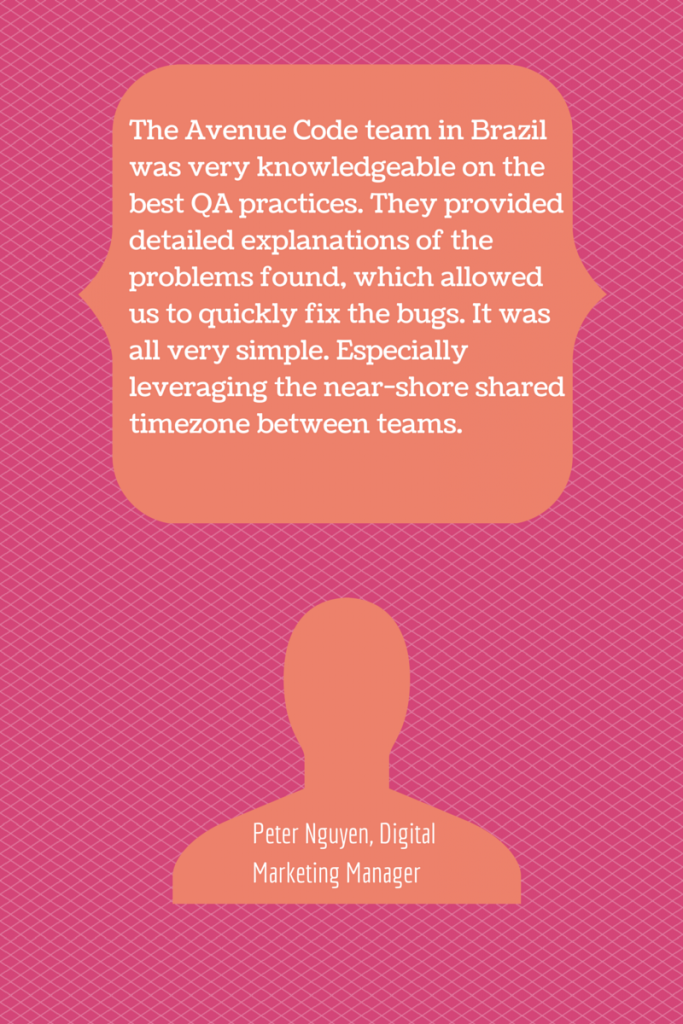 The Avenue Code team in Brazil
was very knowledgeable on the
best QA practices. They provided
detailed explanations of the
problems found, which allowed
us to quickly fix the bugs. It was
all very simple. Especially
leveraging the near-shore shared
timezone between teams.
Peter Nguyen, Digital
Marketing Manager